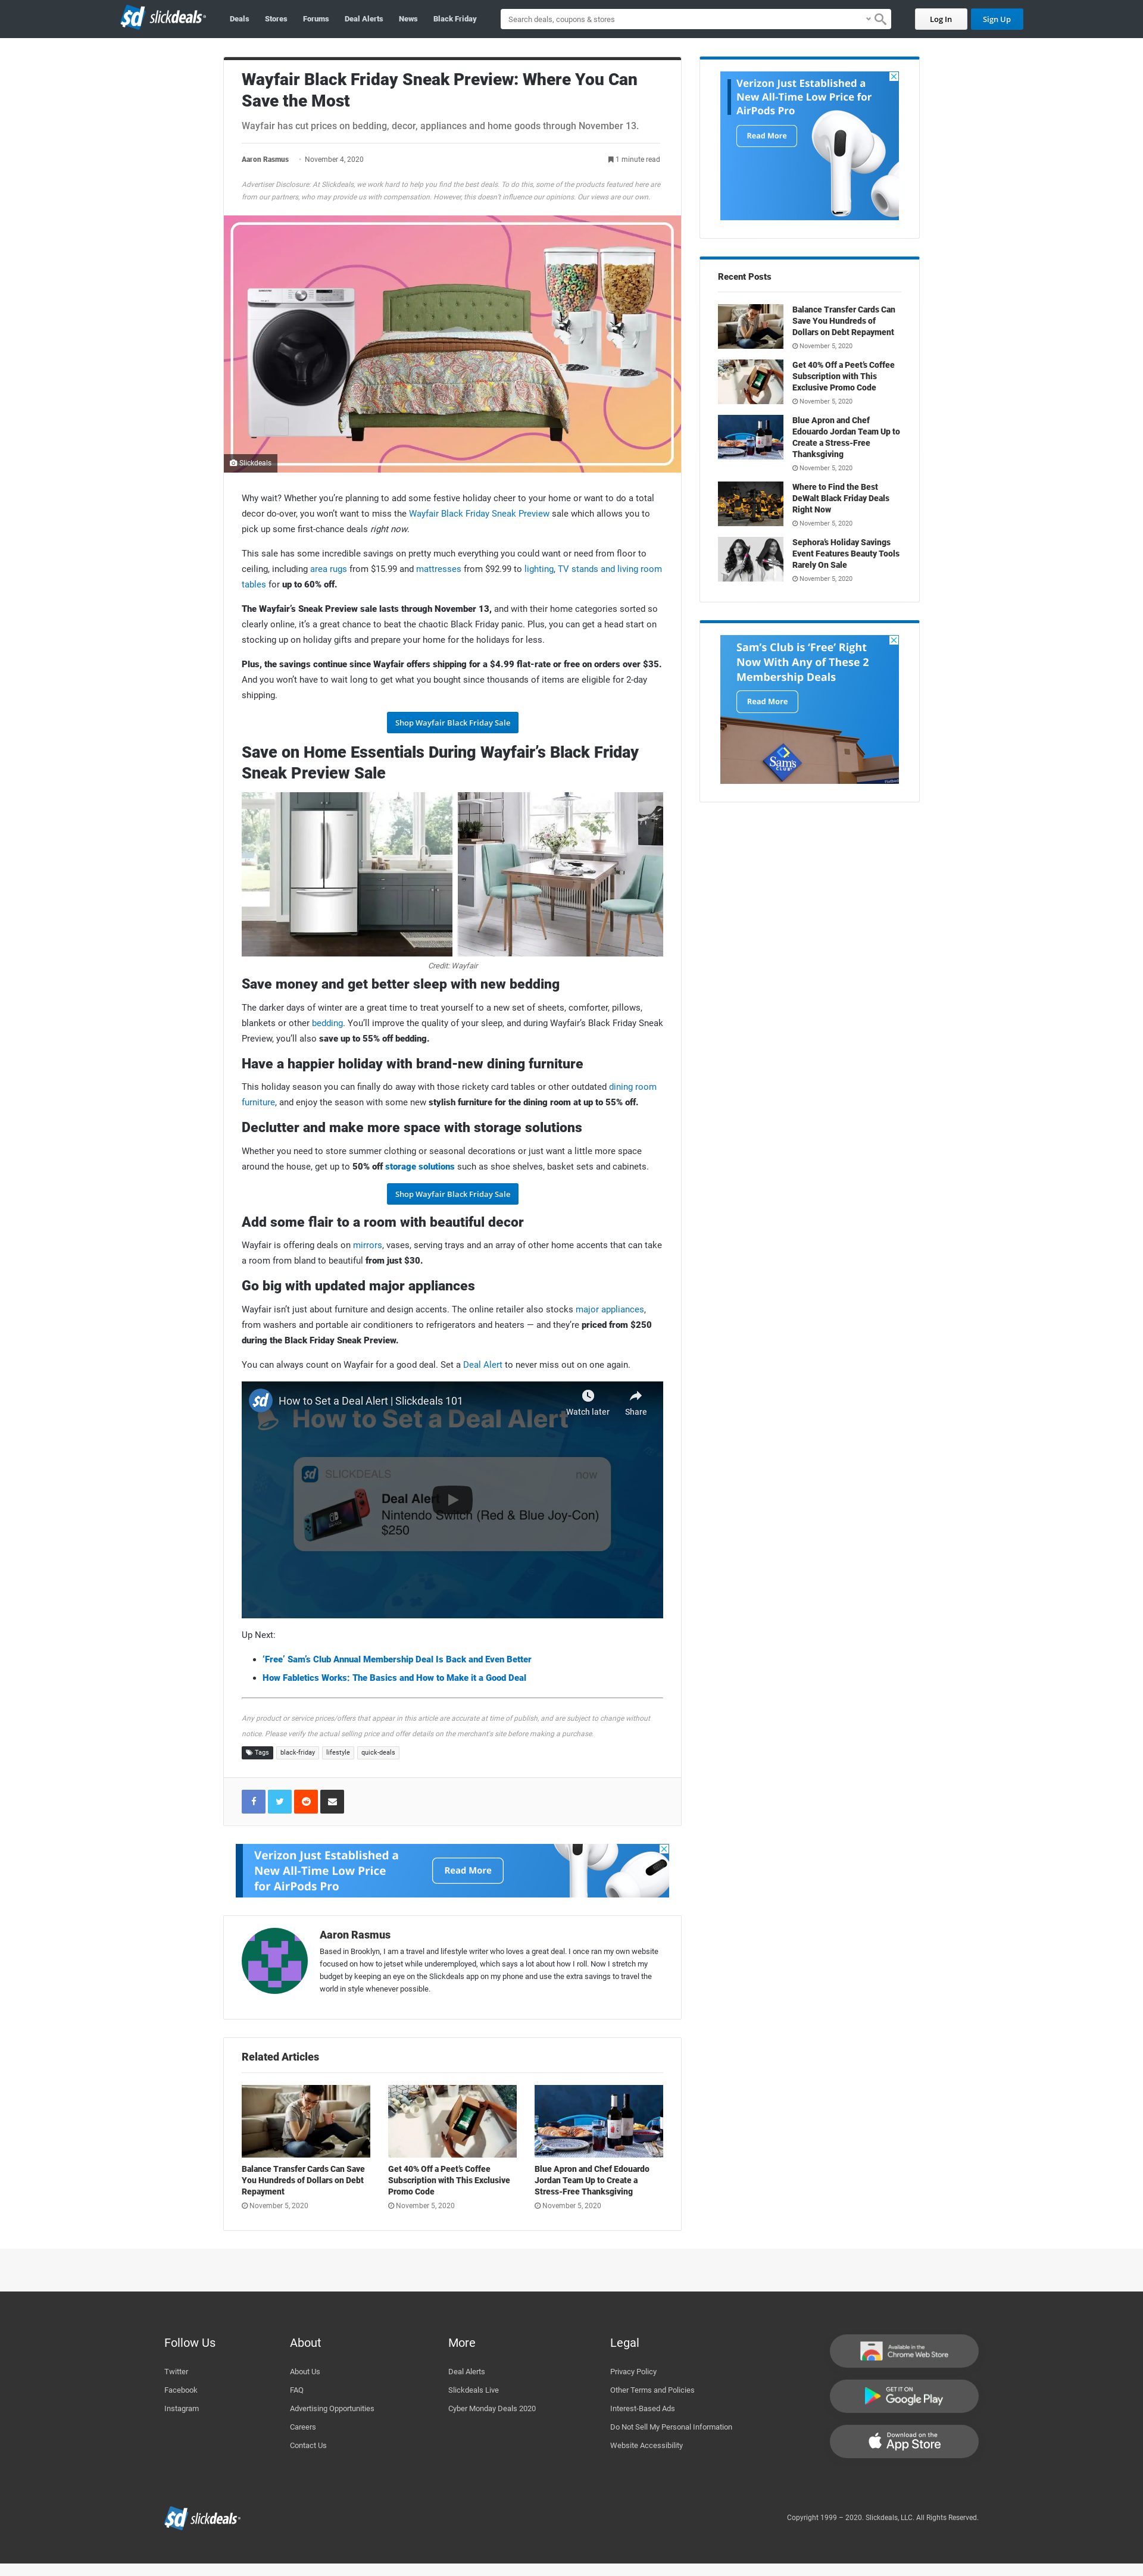 slickdeals
Deals
Stores
Forums
Deal Alerts
News
Black Friday
Search deals, coupons & stores
Log In
Sign Up
Wayfair Black Friday Sneak Preview: Where You Can
Save the Most
Wayfair has cut prices on bedding, decor, appliances and home goods through November 13.
Aaron Rasmus · November 4, 2020
1 minute read
Advertiser Disclosure: At Slickdeals, we work hard to help you find the best deals. To do this, some of the products featured here are
from our partners, who may provide us with compensation. However, this doesn't influence our opinions. Our views are our own.
Slickdeals
Why wait? Whether you're planning to add some festive holiday cheer to your home or want to do a total
decor do-over, you won't want to miss the Wayfair Black Friday Sneak Preview sale which allows you to
pick up some first-chance deals right now.
This sale has some incredible savings on pretty much everything you could want or need from floor to
ceiling, including area rugs from $15.99 and mattresses from $92.99 to lighting, TV stands and living room
tables for up to 60% off.
The Wayfair's Sneak Preview sale lasts through November 13, and with their home categories sorted so
clearly online, it's a great chance to beat the chaotic Black Friday panic. Plus, you can get a head start on
stocking up on holiday gifts and prepare your home for the holidays for less.
Plus, the savings continue since Wayfair offers shipping for a $4.99 flat-rate or free on orders over $35.
And you won't have to wait long to get what you bought since thousands of items are eligible for 2-day
shipping.
Shop Wayfair Black Friday Sale
Save on Home Essentials During Wayfair's Black Friday
Sneak Preview Sale
Credit: Wayfair
Save money and get better sleep with new bedding
The darker days of winter are a great time to treat yourself to a new set of sheets, comforter, pillows,
blankets or other bedding. You'll improve the quality of your sleep, and during Wayfair's Black Friday Sneak
Preview, you'll also save up to 55% off bedding.
Have a happier holiday with brand-new dining furniture
This holiday season you can finally do away with those rickety card tables or other outdated dining room
furniture, and enjoy the season with some new stylish furniture for the dining room at up to 55% off.
Declutter and make more space with storage solutions
Whether you need to store summer clothing or seasonal decorations or just want a little more space
around the house, get up to 50% off storage solutions such as shoe shelves, basket sets and cabinets.
Shop Wayfair Black Friday Sale
Add some flair to a room with beautiful decor
Wayfair is offering deals on mirrors, vases, serving trays and an array of other home accents that can take
a room from bland to beautiful from just $30.
Go big with updated major appliances
Wayfair isn't just about furniture and design accents. The online retailer also stocks major appliances,
from washers and portable air conditioners to refrigerators and heaters — and they're priced from $250
during the Black Friday Sneak Preview.
You can always count on Wayfair for a good deal. Set a Deal Alert to never miss out on one again.
sd
How to Set a Deal Alert | Slickdeals 101
Watch later
Share
How to Set a Deal Alert
sd
SLICKDEALS
now
Deal Alert
Nintendo Switch (Red & Blue Joy-Con)
$250
Up Next:
• 'Free' Sam's Club Annual Membership Deal Is Back and Even Better
• How Fabletics Works: The Basics and How to Make it a Good Deal
Any product or service prices/offers that appear in this article are accurate at time of publish, and are subject to change without
notice. Please verify the actual selling price and offer details on the merchant's site before making a purchase.
Tags
black-friday
lifestyle
quick-deals
Verizon Just Established a
New All-Time Low Price
for AirPods Pro
Read More
Aaron Rasmus
Based in Brooklyn, I am a travel and lifestyle writer who loves a great deal. I once ran my own website
focused on how to jetset while underemployed, which says a lot about how I roll. Now I stretch my
budget by keeping an eye on the Slickdeals app on my phone and use the extra savings to travel the
world in style whenever possible.
Related Articles
Balance Transfer Cards Can Save
You Hundreds of Dollars on Debt
Repayment
November 5, 2020
Get 40% Off a Peet's Coffee
Subscription with This Exclusive
Promo Code
November 5, 2020
Blue Apron and Chef Edouardo
Jordan Team Up to Create a
Stress-Free Thanksgiving
November 5, 2020
Verizon Just Established a
New All-Time Low Price for
AirPods Pro
Read More
Recent Posts
Balance Transfer Cards Can
Save You Hundreds of
Dollars on Debt Repayment
November 5, 2020
Get 40% Off a Peet's Coffee
Subscription with This
Exclusive Promo Code
November 5, 2020
Blue Apron and Chef
Edouardo Jordan Team Up to
Create a Stress-Free
Thanksgiving
November 5, 2020
Where to Find the Best
DeWalt Black Friday Deals
Right Now
November 5, 2020
Sephora's Holiday Savings
Event Features Beauty Tools
Rarely On Sale
November 5, 2020
Sam's Club is 'Free' Right
Now With Any of These 2
Membership Deals
Read More
Sam's
CLUB
Follow Us
Twitter
Facebook
Instagram
About
About Us
FAQ
Advertising Opportunities
Careers
Contact Us
More
Deal Alerts
Slickdeals Live
Cyber Monday Deals 2020
Legal
Privacy Policy
Other Terms and Policies
Interest-Based Ads
Do Not Sell My Personal Information
Website Accessibility
Available in the
Chrome Web Store
GET IT ON
Google Play
Download on the
App Store
sd slickdeals
Copyright 1999 – 2020. Slickdeals, LLC. All Rights Reserved.